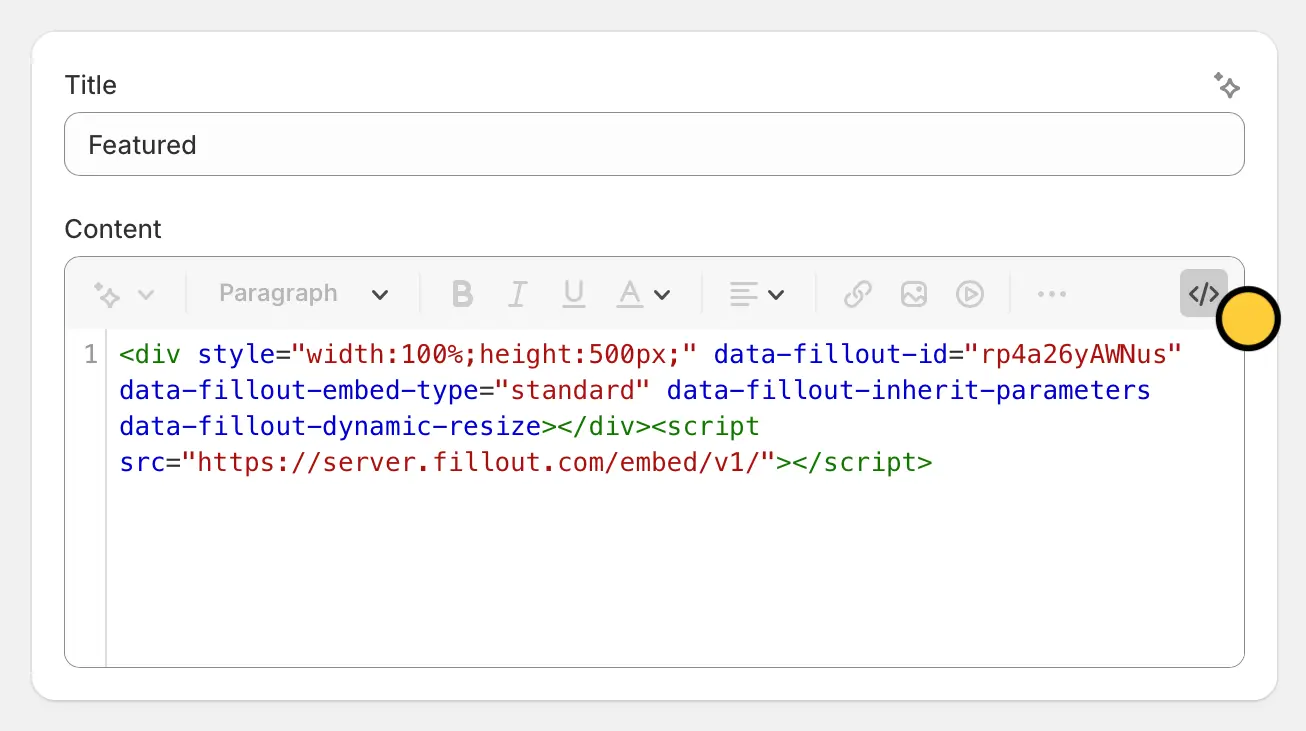 Title
Featured
Content
Paragraph B I U A </>
1 <div style="width:100%;height:500px;" data-fillout-id="rp4a26yAWNus"
data-fillout-embed-type="standard" data-fillout-inherit-parameters
data-fillout-dynamic-resize></div><script
src="https://server.fillout.com/embed/v1/"></script>